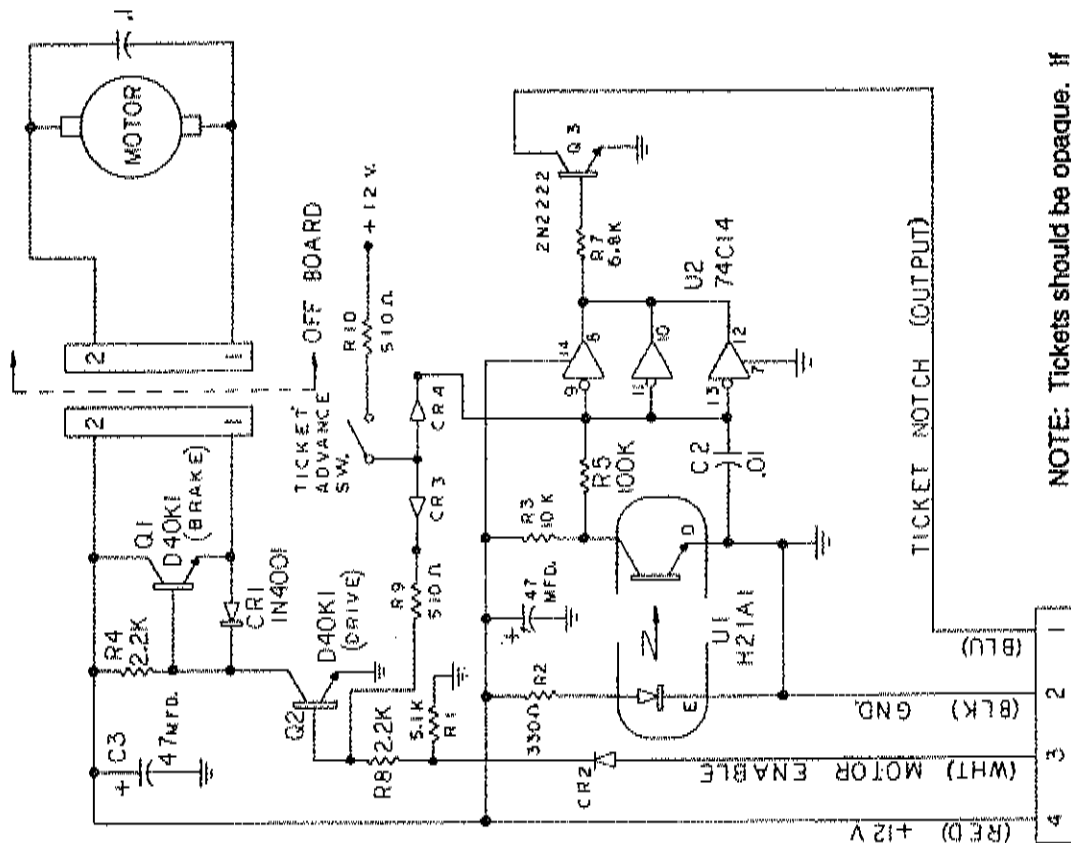 .1
MOTOR
2
1
OFF BOARD
2
1
+12 V.
R10
510Ω
TICKET
ADVANCE
SW.
CR4
CR3
R9
510Ω
Q1
D40K1
(BRAKE)
CR1
1N4001
R4
2.2K
C3
+
47 MFD.
Q2
D40K1
(DRIVE)
R8 2.2K
5.1K
R1
CR2
2N2222
Q3
R7
6.8K
U2
74C14
14
9
8
11
10
13
12
7
R5
100K
C2
.01
R3
10K
+
47
MFD.
R2
330Ω
E
D
U1
H21A1
TICKET NOTCH (OUTPUT)
(BLU)
(BLK) GND.
(WHT) MOTOR ENABLE
(RED) +12 V
1
2
3
4
NOTE: Tickets should be opaque. If